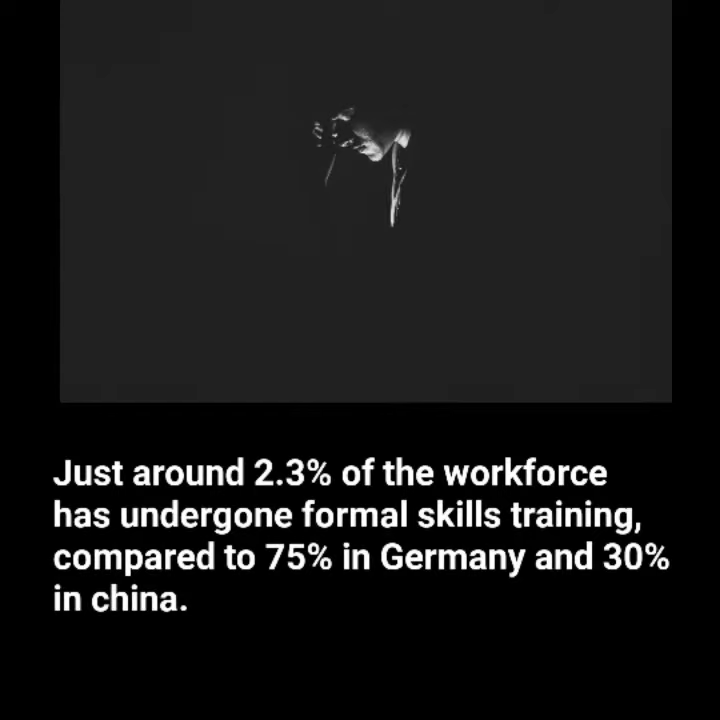 Just around 2.3% of the workforce
has undergone formal skills training,
compared to 75% in Germany and 30%
in china.